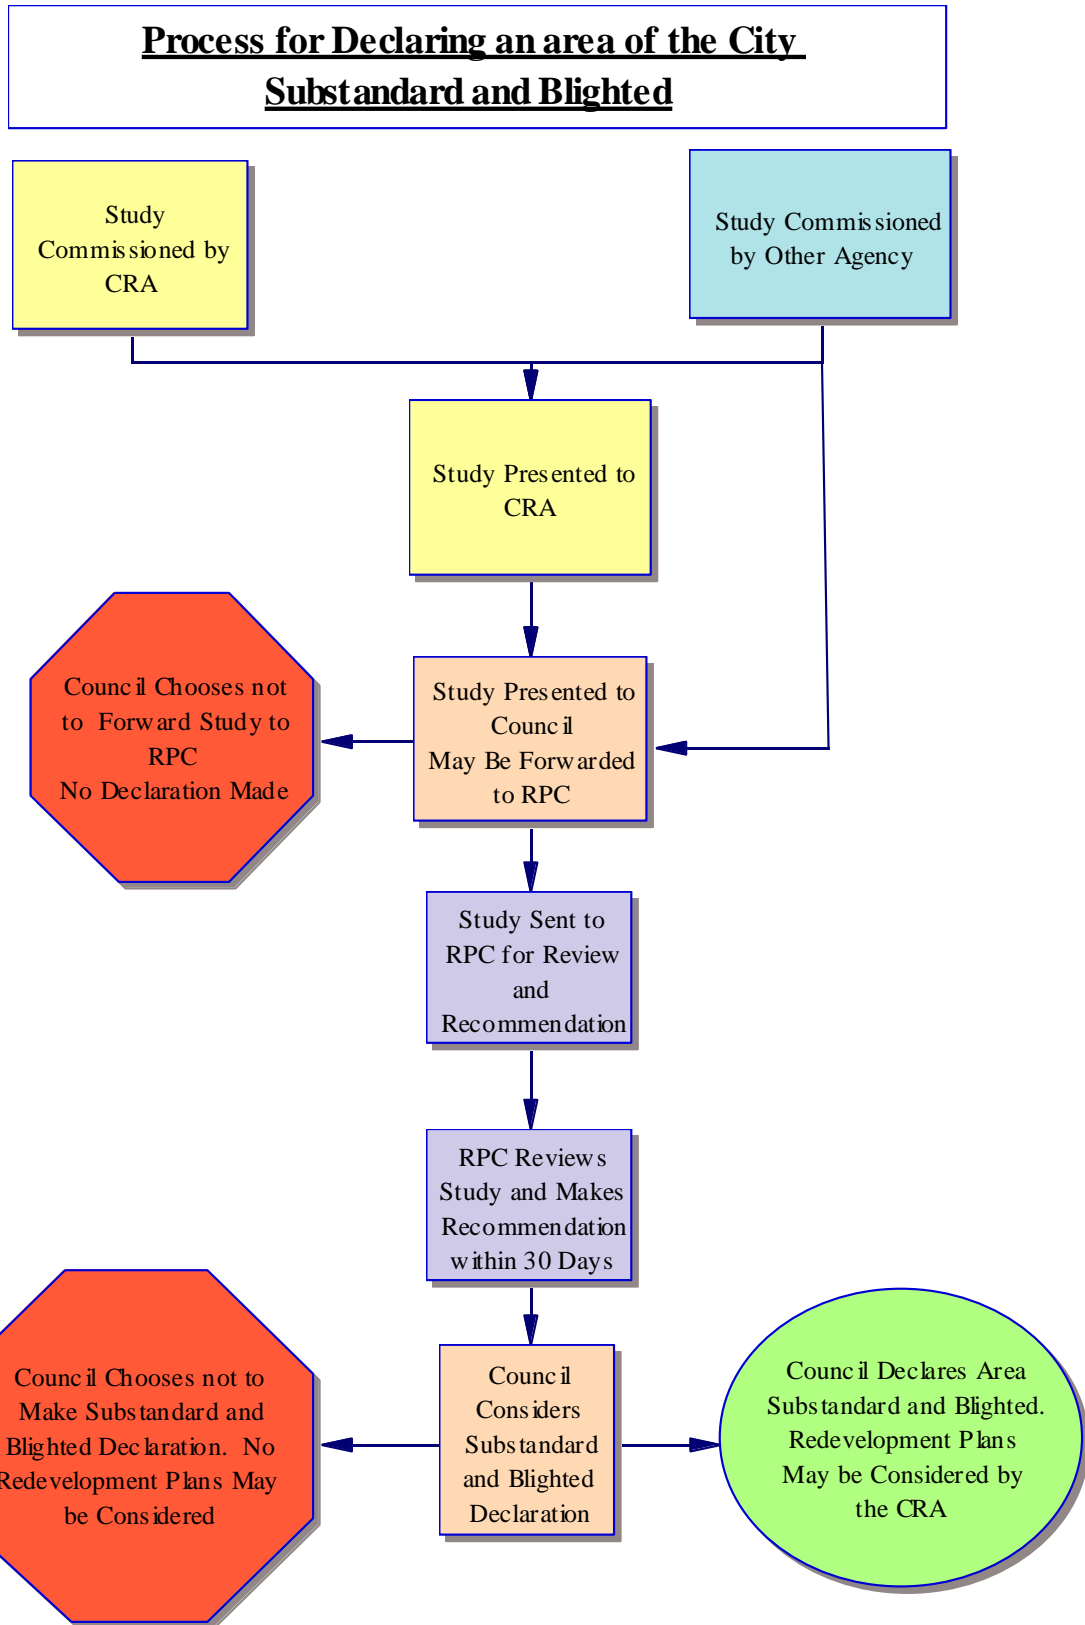 Process for Declaring an area of the City
Substandard and Blighted
Study
Commissioned by
CRA
Study Commissioned
by Other Agency
Study Presented to
CRA
Council Chooses not
to Forward Study to
RPC
No Declaration Made
Study Presented to
Council
May Be Forwarded
to RPC
Study Sent to
RPC for Review
and
Recommendation
RPC Reviews
Study and Makes
Recommendation
within 30 Days
Council Chooses not to
Make Substandard and
Blighted Declaration. No
Redevelopment Plans May
be Considered
Council
Considers
Substandard
and Blighted
Declaration
Council Declares Area
Substandard and Blighted.
Redevelopment Plans
May be Considered by
the CRA